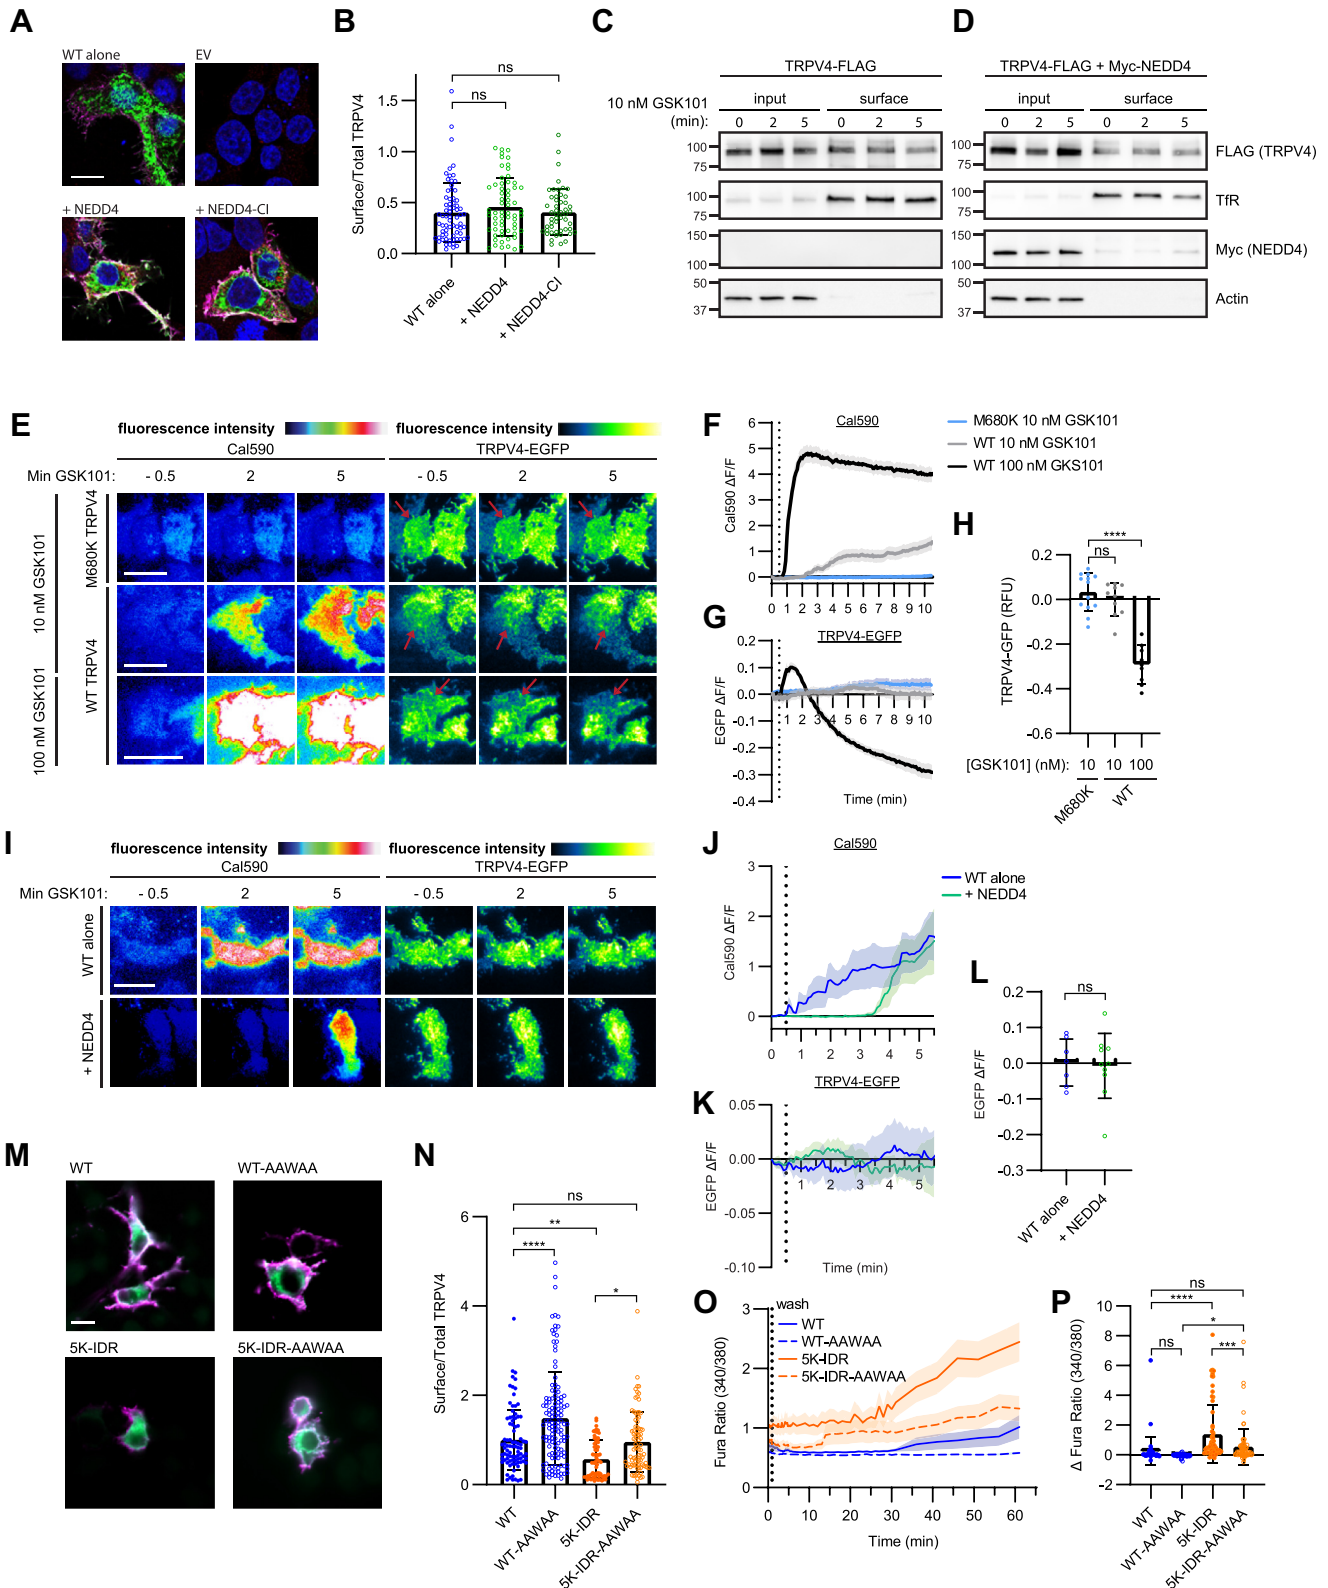 A
WT alone
EV
+ NEDD4
+ NEDD4-CI
B
ns
ns
Surface/Total TRPV4
1.5
1.0
0.5
0.0
WT alone
+ NEDD4
+ NEDD4-CI
C
TRPV4-FLAG
input surface
10 nM GSK101
(min): 0 2 5 0 2 5
100
75
100
75
150
100
50
37
D
TRPV4-FLAG + Myc-NEDD4
input surface
0 2 5 0 2 5
100
75
FLAG (TRPV4)
100
75
TfR
150
100
Myc (NEDD4)
50
37
Actin
E
fluorescence intensity
fluorescence intensity
Cal590
TRPV4-EGFP
Min GSK101: - 0.5 2 5 - 0.5 2 5
10 nM GSK101
100 nM GSK101
M680K TRPV4
WT TRPV4
F
Cal590
Cal590 ΔF/F
6
5
4
3
2
1
0
0 1 2 3 4 5 6 7 8 9 10
M680K 10 nM GSK101
WT 10 nM GSK101
WT 100 nM GKS101
G
TRPV4-EGFP
EGFP ΔF/F
0.2
0.1
0.0
-0.1
-0.2
-0.3
-0.4
1 2 3 4 5 6 7 8 9 10
Time (min)
H
****
ns
TRPV4-GFP (RFU)
0.2
0.0
-0.2
-0.4
-0.6
[GSK101] (nM): 10 10 100
M680K
WT
I
fluorescence intensity
fluorescence intensity
Cal590
TRPV4-EGFP
Min GSK101: - 0.5 2 5 - 0.5 2 5
WT alone
+ NEDD4
J
Cal590
Cal590 ΔF/F
3
2
1
0
0 1 2 3 4 5
WT alone
+ NEDD4
K
TRPV4-EGFP
EGFP ΔF/F
0.05
0.00
-0.05
-0.10
1 2 3 4 5
Time (min)
L
ns
EGFP ΔF/F
0.2
0.1
0.0
-0.1
-0.2
-0.3
WT alone
+ NEDD4
M
WT
WT-AAWAA
5K-IDR
5K-IDR-AAWAA
N
ns
**
****
*
Surface/Total TRPV4
6
4
2
0
WT
WT-AAWAA
5K-IDR
5K-IDR-AAWAA
O
wash
WT
WT-AAWAA
5K-IDR
5K-IDR-AAWAA
Fura Ratio (340/380)
3
2
1
0
0 10 20 30 40 50 60
Time (min)
P
ns
****
*
ns
***
Δ Fura Ratio (340/380)
10
8
6
4
2
0
-2
WT
WT-AAWAA
5K-IDR
5K-IDR-AAWAA